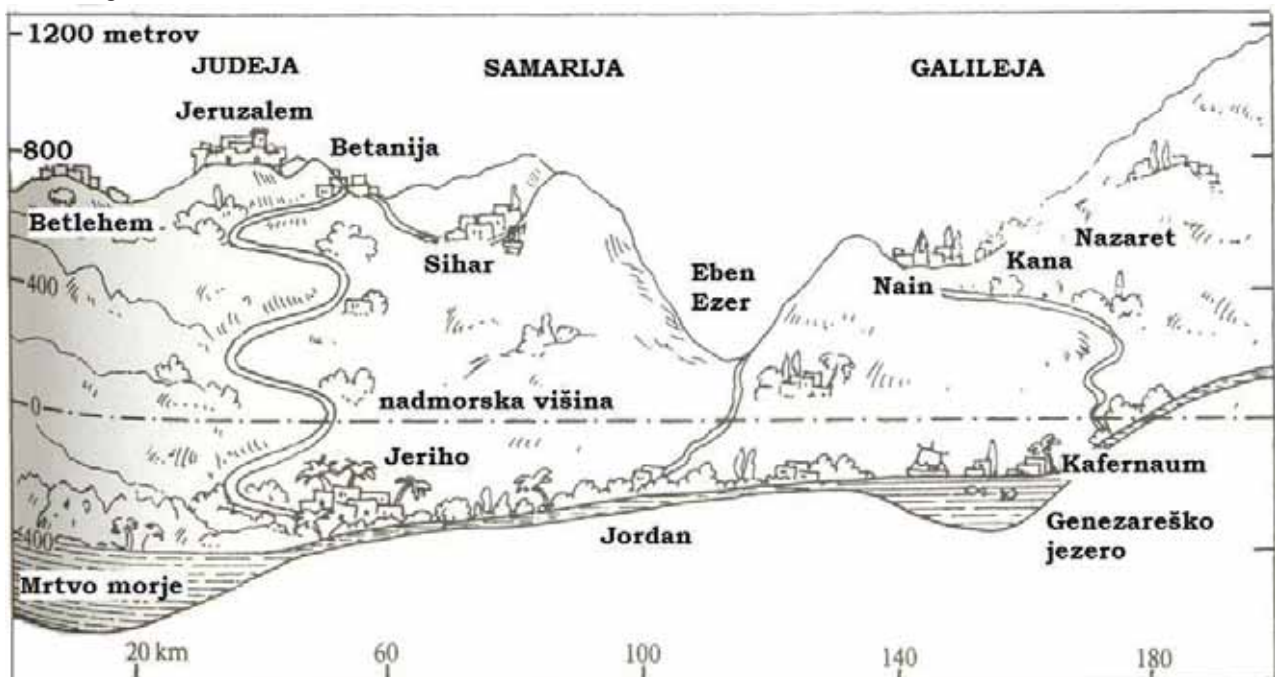 1200 metrov
JUDEJA
SAMARIJA
GALILEJA
Jeruzalem
800
Betanija
Betlehem
Sihar
Eben
Ezer
Nain
Kana
Nazaret
400
0
nadmorska višina
Jeriho
Kafernaum
400
Jordan
Genezareško
jezero
Mrtvo morje
20 km
60
100
140
180